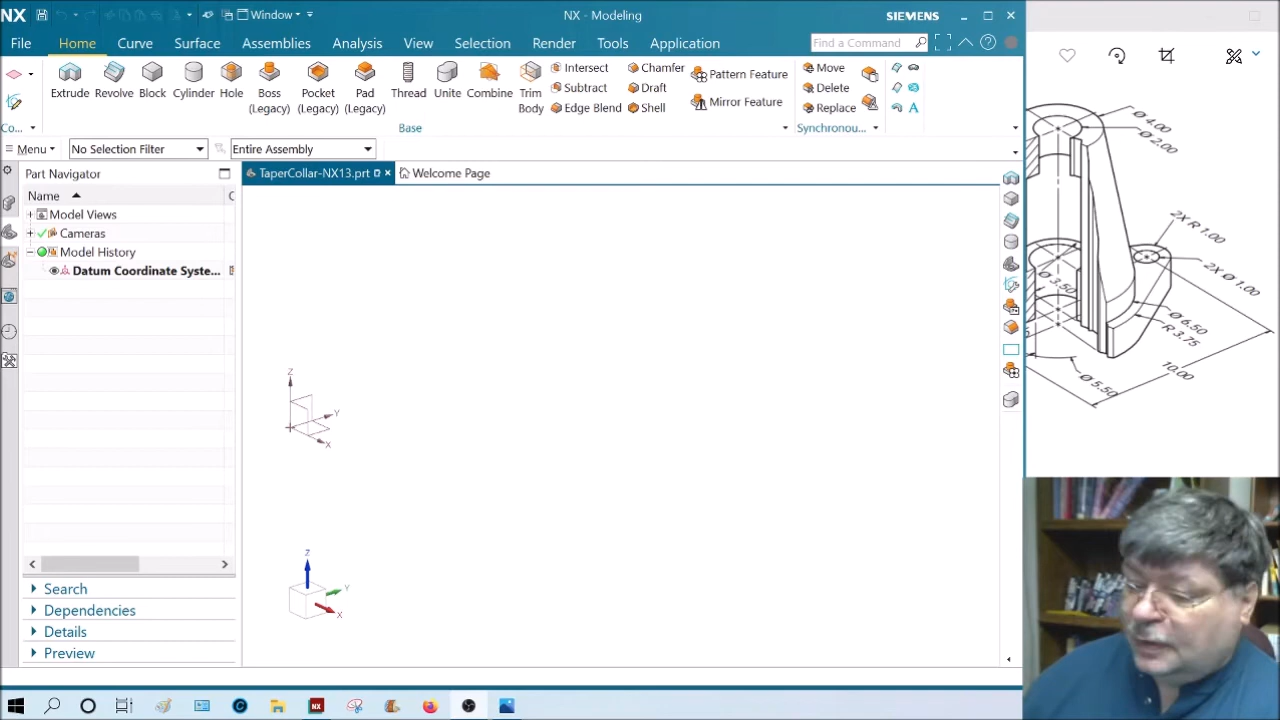 NX
Window
NX - Modeling
SIEMENS
File
Home
Curve
Surface
Assemblies
Analysis
View
Selection
Render
Tools
Application
Find a Command
Extrude
Revolve
Block
Cylinder
Hole
Boss
(Legacy)
Pocket
(Legacy)
Pad
(Legacy)
Thread
Unite
Combine
Trim
Body
Intersect
Subtract
Edge Blend
Chamfer
Draft
Shell
Pattern Feature
Mirror Feature
Move
Delete
Replace
A
Co...
Base
Synchronou...
Menu
No Selection Filter
Entire Assembly
Part Navigator
TaperCollar-NX13.prt
Welcome Page
Name
C
Model Views
Cameras
Model History
Datum Coordinate Syste...
Z
Y
X
Z
Y
X
Search
Dependencies
Details
Preview
Ø 4.00
Ø 2.00
2X R 1.00
2X Ø 1.00
Ø 3.50
Ø 6.50
R 3.75
10.00
Ø 5.50
NX